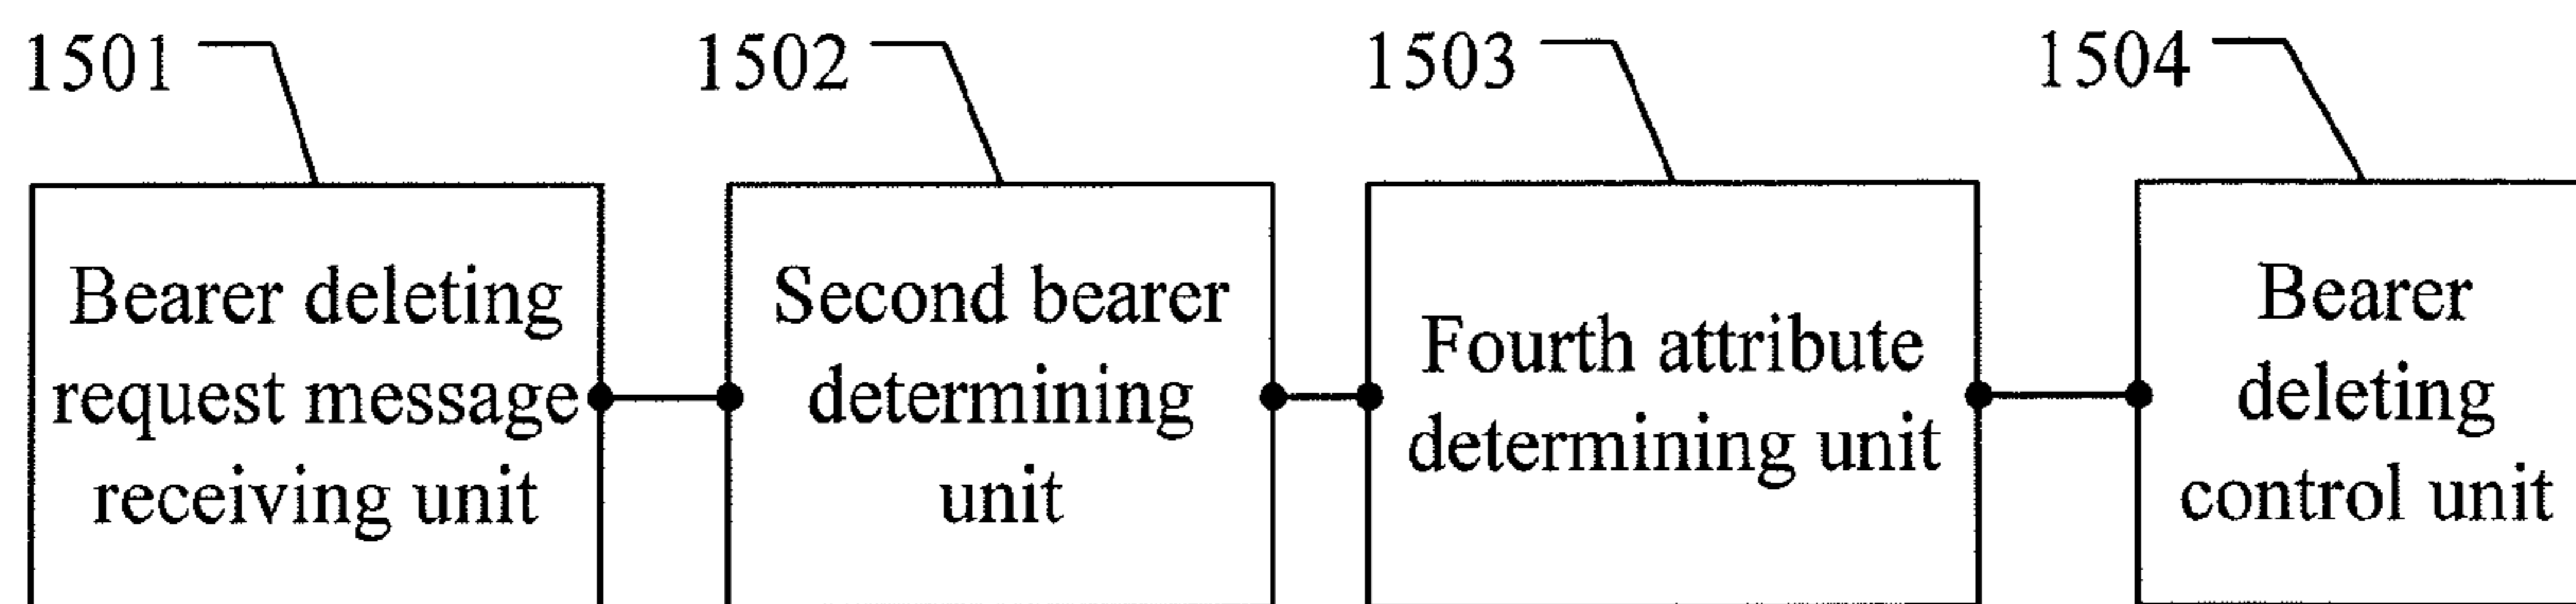 1501
1502
1503
1504
Bearer deleting
request message
receiving unit
Second bearer
determining
unit
Fourth attribute
determining unit
Bearer
deleting
control unit